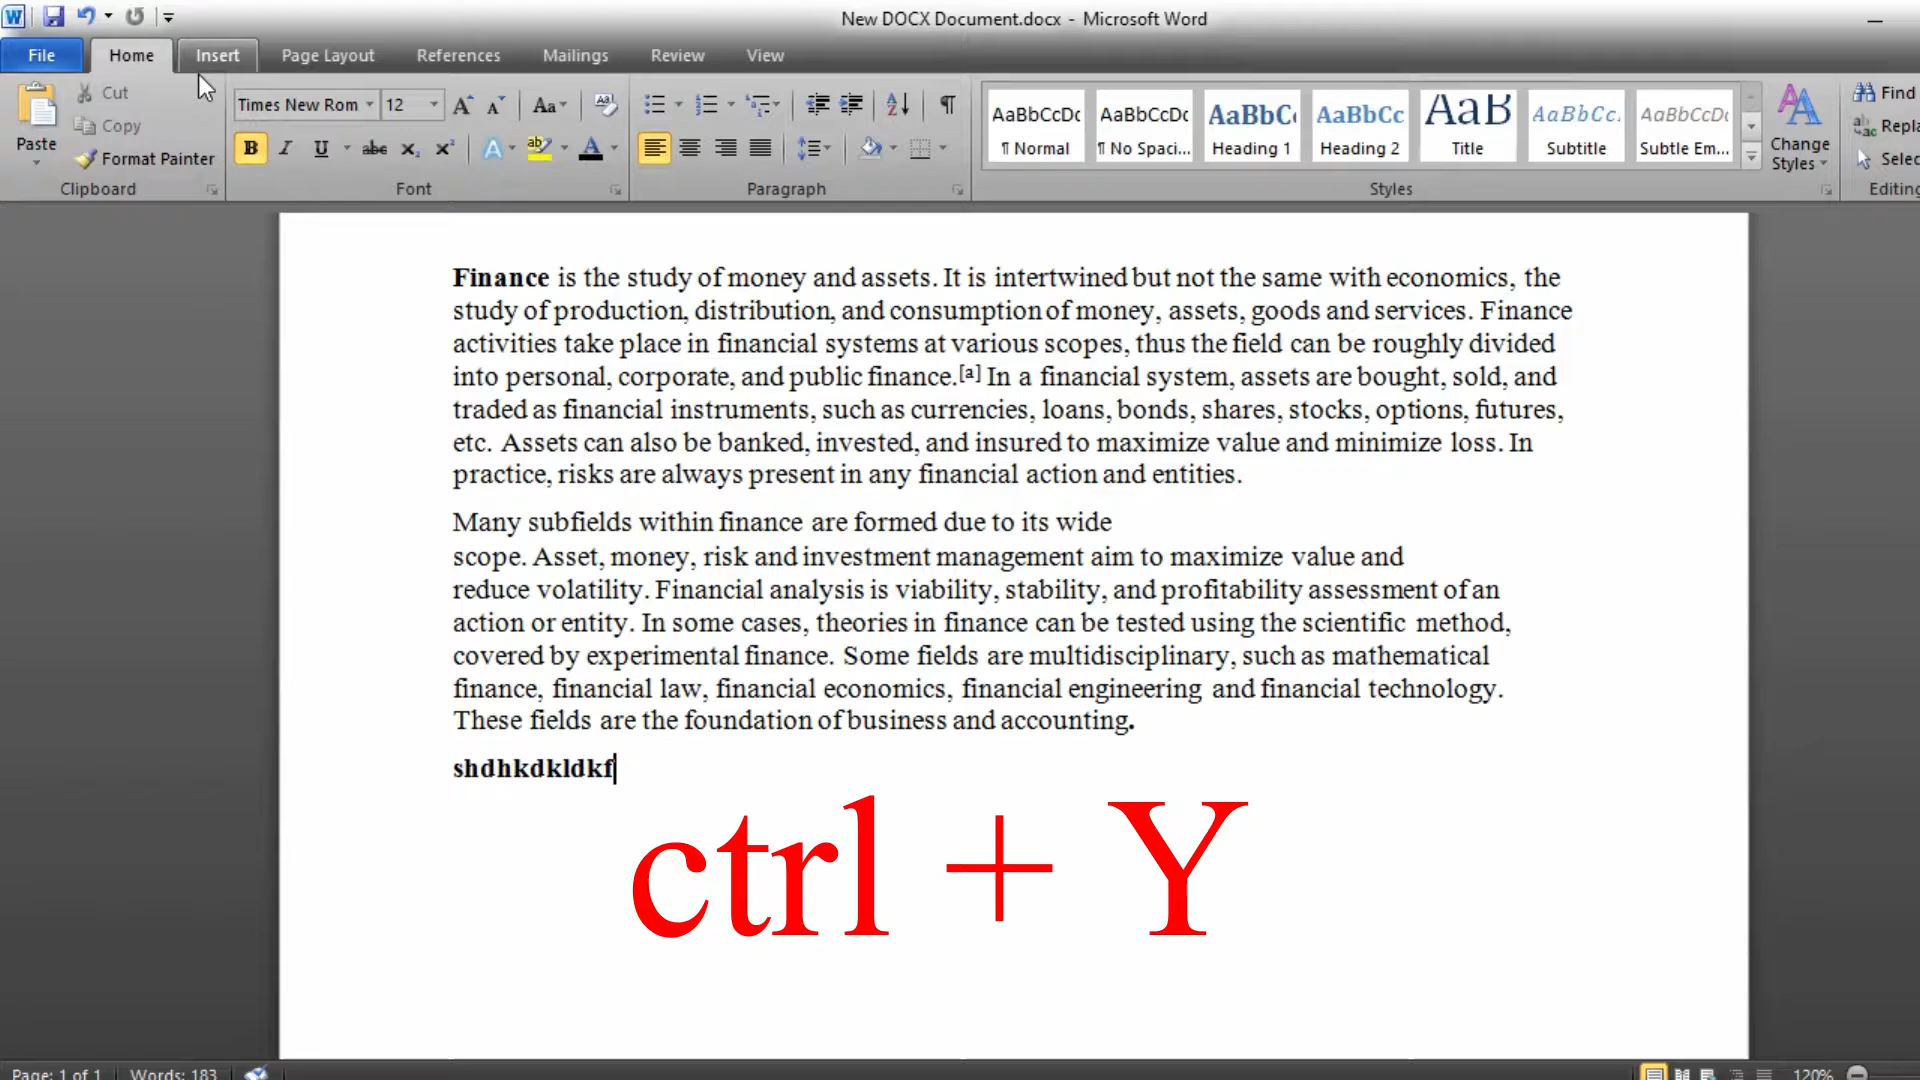 New DOCX Document.docx - Microsoft Word
File Home Insert Page Layout References Mailings Review View
Paste
Cut
Copy
Format Painter
Clipboard
Times New Rom 12
Font
Paragraph
AaBbCcDc AaBbCcDc AaBbC AaBbCc AaB AaBbCc. AaBbCcDc
¶ Normal ¶ No Spaci... Heading 1 Heading 2 Title Subtitle Subtle Em...
Styles
Change
Styles
Find
Repla
Selec
Editing
Finance is the study of money and assets. It is intertwined but not the same with economics, the
study of production, distribution, and consumption of money, assets, goods and services. Finance
activities take place in financial systems at various scopes, thus the field can be roughly divided
into personal, corporate, and public finance.[a] In a financial system, assets are bought, sold, and
traded as financial instruments, such as currencies, loans, bonds, shares, stocks, options, futures,
etc. Assets can also be banked, invested, and insured to maximize value and minimize loss. In
practice, risks are always present in any financial action and entities.
Many subfields within finance are formed due to its wide
scope. Asset, money, risk and investment management aim to maximize value and
reduce volatility. Financial analysis is viability, stability, and profitability assessment of an
action or entity. In some cases, theories in finance can be tested using the scientific method,
covered by experimental finance. Some fields are multidisciplinary, such as mathematical
finance, financial law, financial economics, financial engineering and financial technology.
These fields are the foundation of business and accounting.
shdhkdkldkf
ctrl + Y
Page: 1 of 1 Words: 183 120%